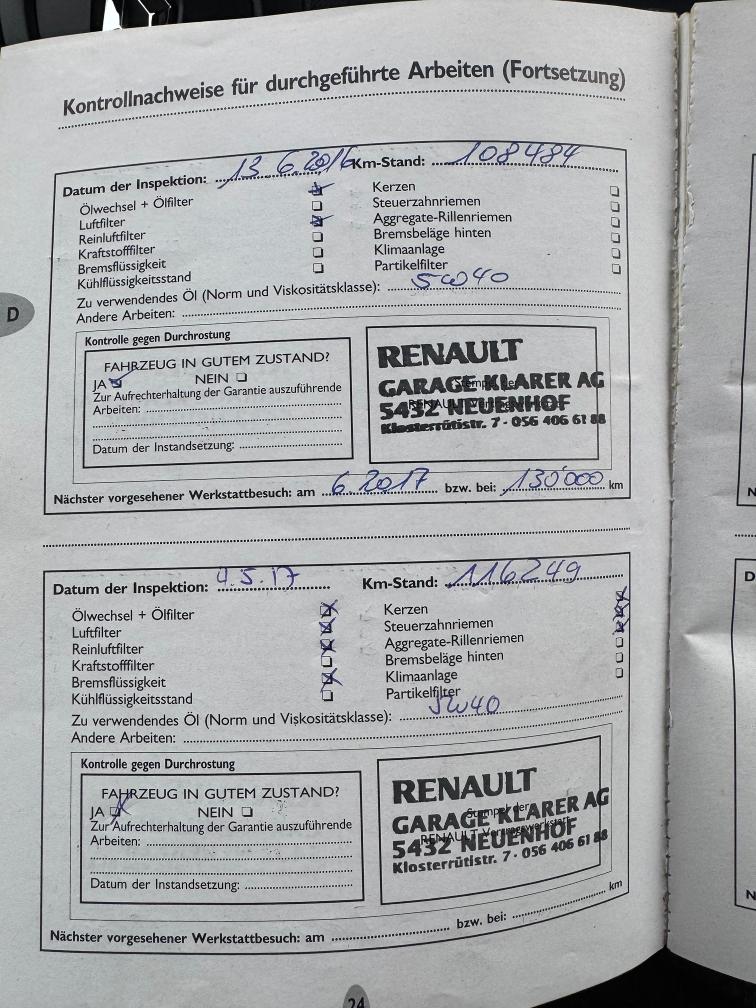 Kontrollnachweise für durchgeführte Arbeiten (Fortsetzung)
Datum der Inspektion: 13 6.2016 Km-Stand: 108484
Ölwechsel + Ölfilter Kerzen
Luftfilter Steuerzahnriemen
Reinluftfilter Aggregate-Rillenriemen
Kraftstofffilter Bremsbeläge hinten
Bremsflüssigkeit Klimaanlage
Kühlflüssigkeitsstand Partikelfilter
Zu verwendendes Öl (Norm und Viskositätsklasse): 5W40
Andere Arbeiten:
D
Kontrolle gegen Durchrostung
FAHRZEUG IN GUTEM ZUSTAND?
JA NEIN
Zur Aufrechterhaltung der Garantie auszuführende
Arbeiten:
Datum der Instandsetzung:
RENAULT
GARAGE KLARER AG
5432 NEUENHOF
Klosterrütistr. 7 - 056 406 61 88
Nächster vorgesehener Werkstattbesuch: am 6.2017 bzw. bei: 130'000 km
Datum der Inspektion: 4.5.17 Km-Stand: 116249
Ölwechsel + Ölfilter Kerzen
Luftfilter Steuerzahnriemen
Reinluftfilter Aggregate-Rillenriemen
Kraftstofffilter Bremsbeläge hinten
Bremsflüssigkeit Klimaanlage
Kühlflüssigkeitsstand Partikelfilter
Zu verwendendes Öl (Norm und Viskositätsklasse): 5W40
Andere Arbeiten:
Kontrolle gegen Durchrostung
FAHRZEUG IN GUTEM ZUSTAND?
JA NEIN
Zur Aufrechterhaltung der Garantie auszuführende
Arbeiten:
Datum der Instandsetzung:
RENAULT
Stempel der
GARAGE KLARER AG
RENAULT Vertragswerkstatt
5432 NEUENHOF
Klosterrütistr. 7 - 056 406 61 88
Nächster vorgesehener Werkstattbesuch: am bzw. bei: km
24